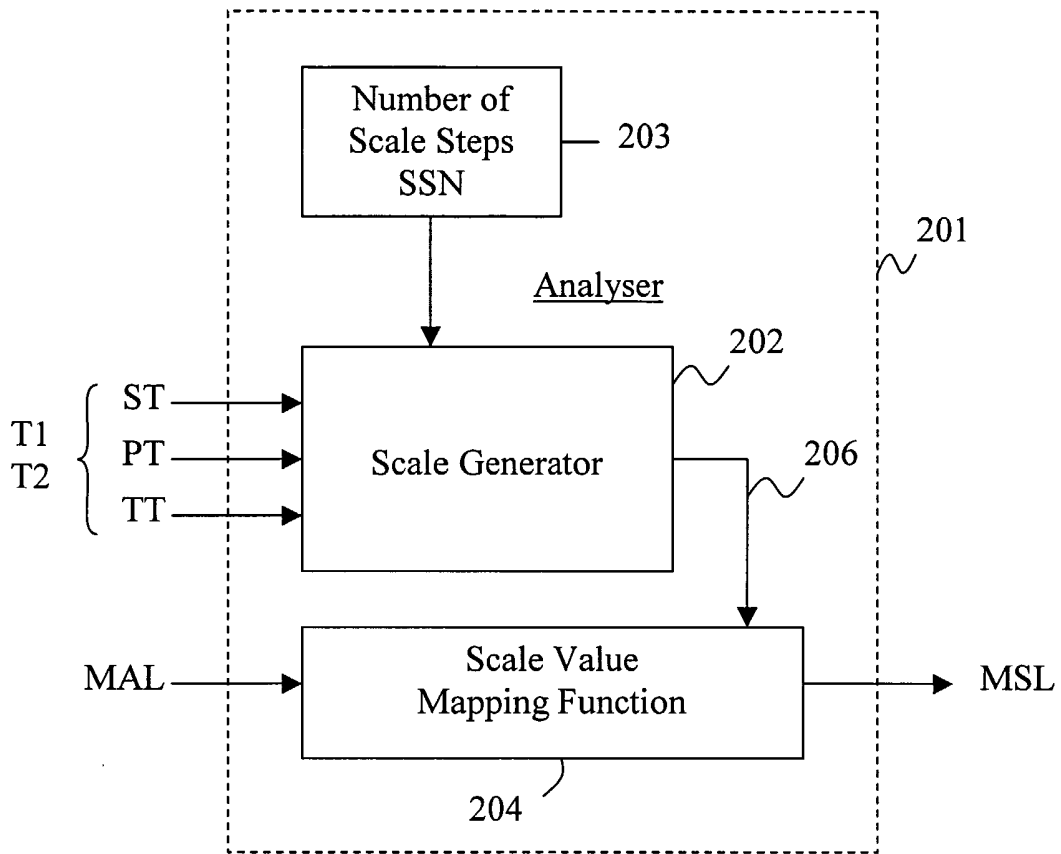 Number of
Scale Steps
SSN
203
201
Analyser
202
T1
T2
ST
PT
TT
Scale Generator
206
MAL
Scale Value
Mapping Function
MSL
204